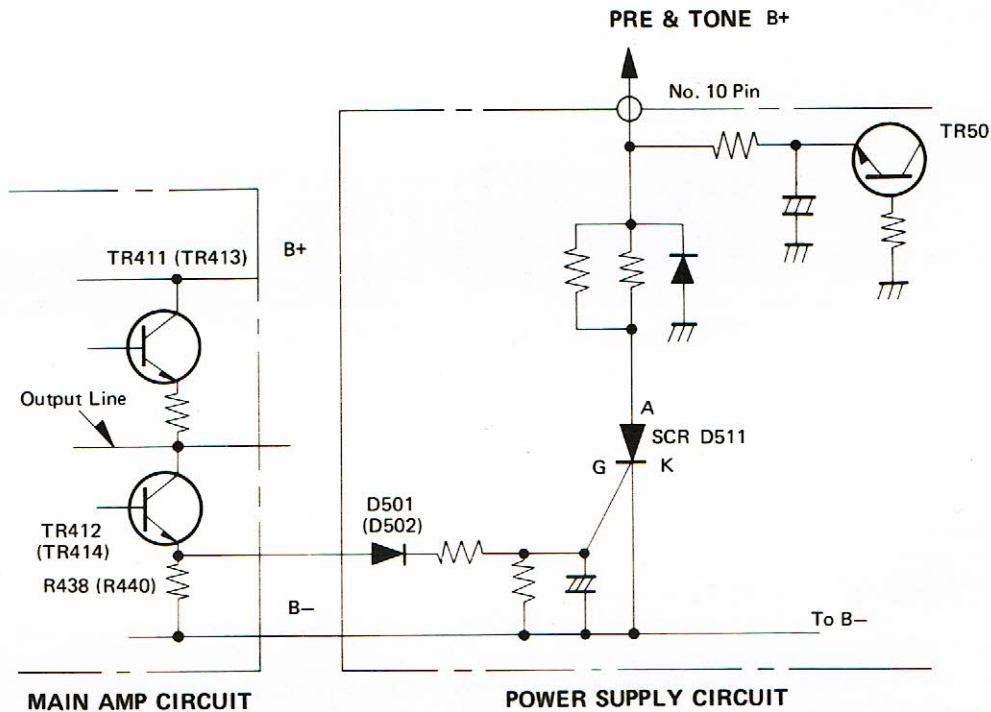 PRE & TONE B+
No. 10 Pin
TR50
TR411 (TR413)
B+
Output Line
A
SCR D511
G K
D501
(D502)
TR412
(TR414)
R438 (R440)
B–
To B–
MAIN AMP CIRCUIT
POWER SUPPLY CIRCUIT